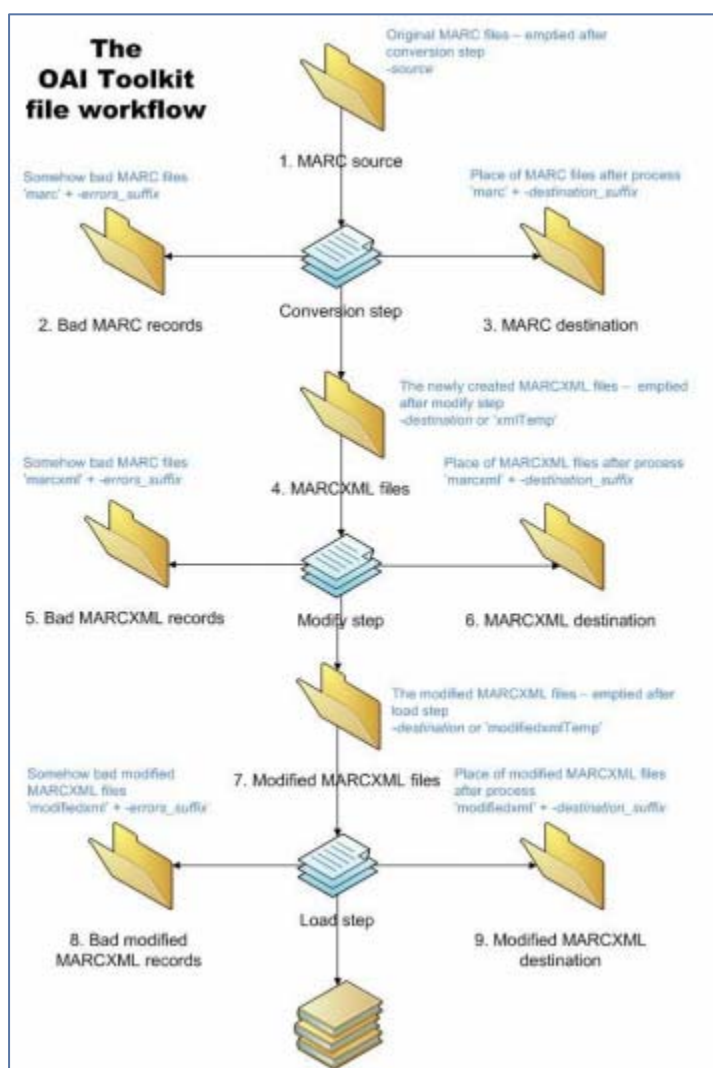 The
OAI Toolkit
file workflow
Original MARC files – emptied after
conversion step
-source
1. MARC source
Somehow bad MARC files
'marc' + -errors_suffix
Place of MARC files after process
'marc' + -destination_suffix
2. Bad MARC records
Conversion step
3. MARC destination
The newly created MARCXML files – emptied
after modify step
-destination or 'xmlTemp'
Somehow bad MARC files
'marcxml' + -errors_suffix
4. MARCXML files
Place of MARCXML files after process
'marcxml' + -destination_suffix
5. Bad MARCXML records
Modify step
6. MARCXML destination
The modified MARCXML files – emptied after
load step
-destination or 'modifiedxmlTemp'
Somehow bad modified
MARCXML files
'modifiedxml' + -errors_suffix
7. Modified MARCXML files
Place of modified MARCXML files
after process
'modifiedxml' + -destination_suffix
Load step
8. Bad modified
MARCXML records
9. Modified MARCXML
destination